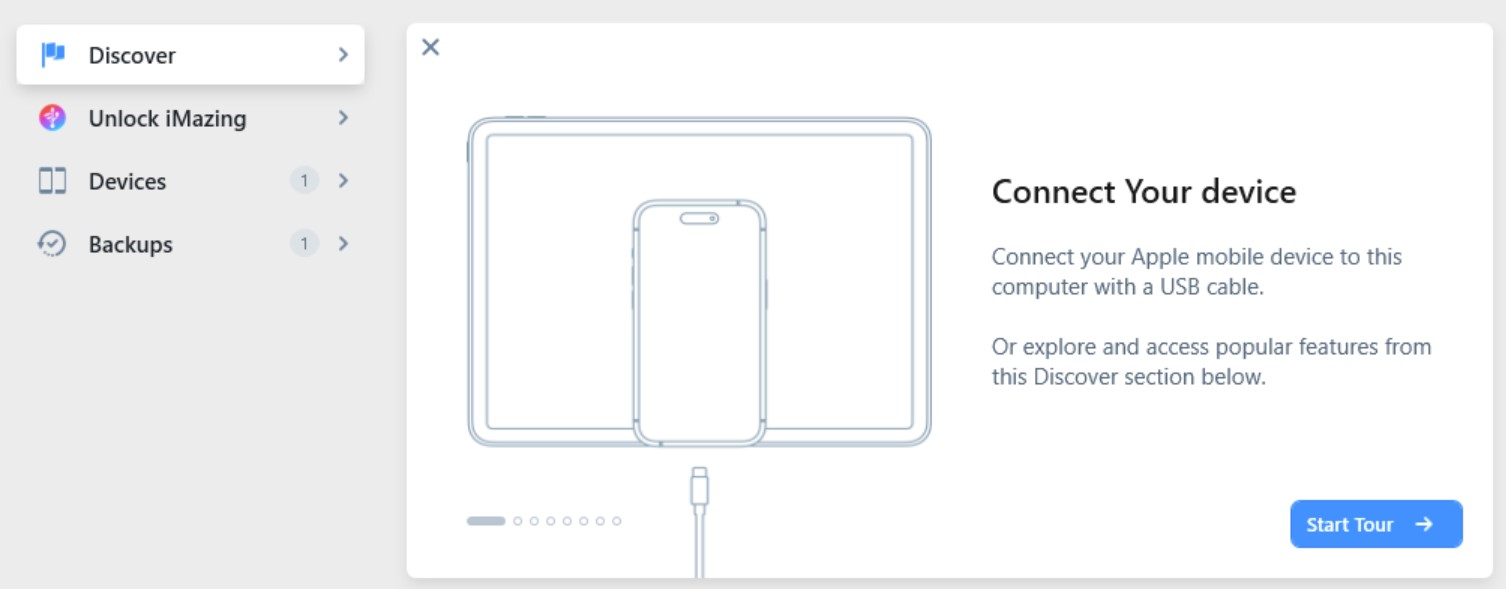 Discover
Unlock iMazing
Devices 1
Backups 1
Connect Your device
Connect your Apple mobile device to this
computer with a USB cable.
Or explore and access popular features from
this Discover section below.
Start Tour